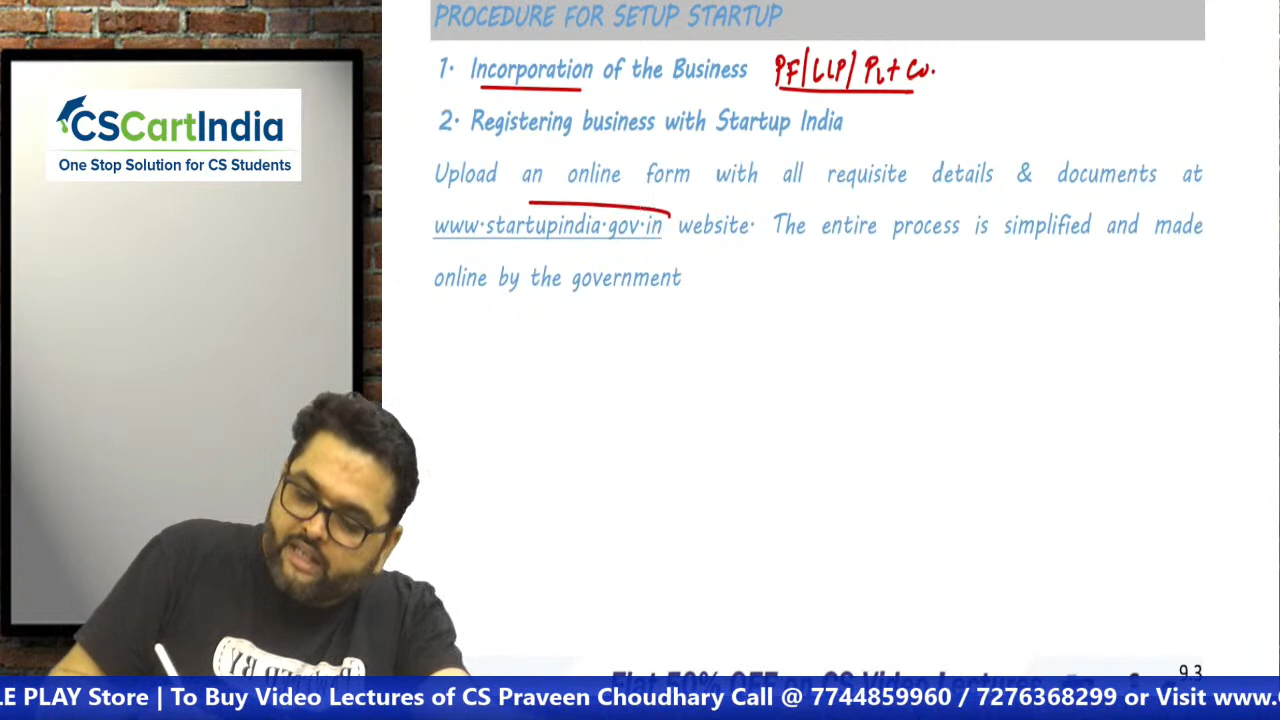 PROCEDURE FOR SETUP STARTUP
1. Incorporation of the Business PF/LLP/Pvt Co.
2. Registering business with Startup India
Upload an online form with all requisite details & documents at
www.startupindia.gov.in website. The entire process is simplified and made
online by the government
CSCartIndia
One Stop Solution for CS Students
9.3
LE PLAY Store | To Buy Video Lectures of CS Praveen Choudhary Call @ 7744859960 / 7276368299 or Visit www.